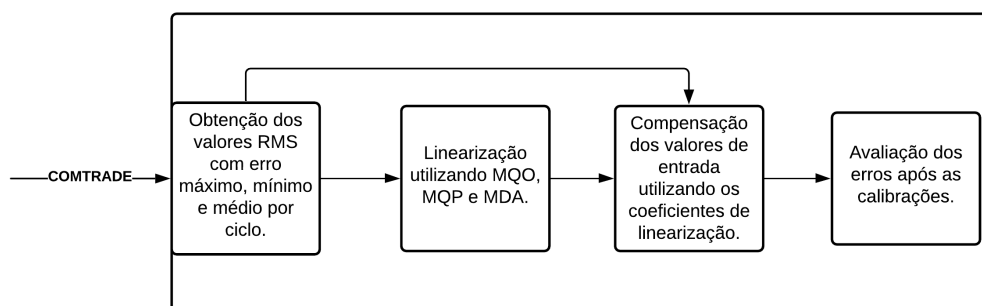 COMTRADE
Obtenção dos
valores RMS
com erro
máximo, mínimo
e médio por
ciclo.
Linearização
utilizando MQO,
MQP e MDA.
Compensação
dos valores de
entrada
utilizando os
coeficientes de
linearização.
Avaliação dos
erros após as
calibrações.